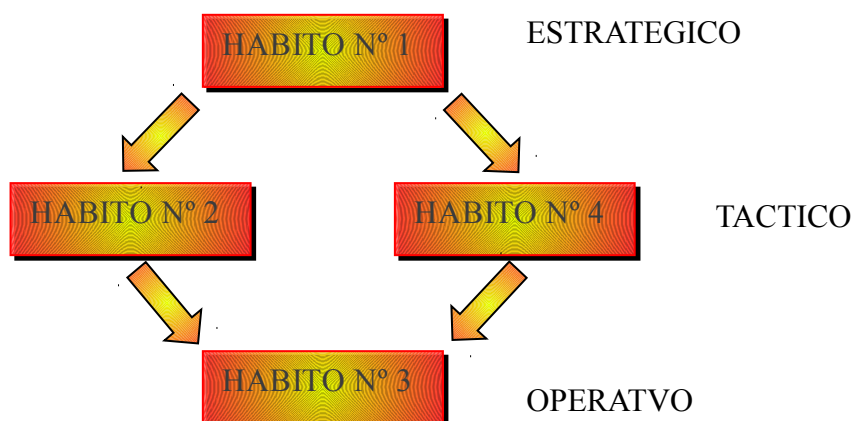 HABITO Nº 1
ESTRATEGICO
HABITO Nº 2
HABITO Nº 4
TACTICO
HABITO Nº 3
OPERATVO